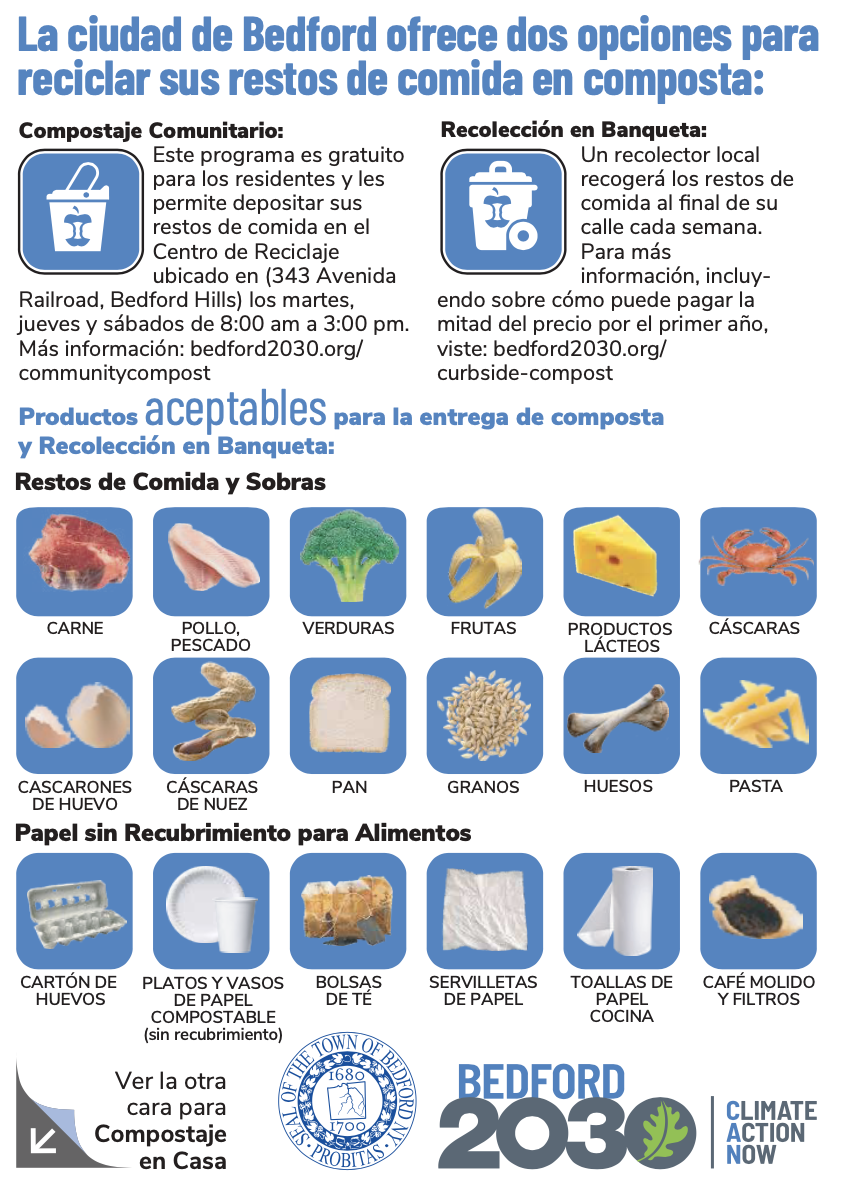 La ciudad de Bedford ofrece dos opciones para
reciclar sus restos de comida en composta:
Compostaje Comunitario:
Este programa es gratuito
para los residentes y les
permite depositar sus
restos de comida en el
Centro de Reciclaje
ubicado en (343 Avenida
Railroad, Bedford Hills) los martes,
jueves y sábados de 8:00 am a 3:00 pm.
Más información: bedford2030.org/
communitycompost
Recolección en Banqueta:
Un recolector local
recogerá los restos de
comida al final de su
calle cada semana.
Para más
información, incluy-
endo sobre cómo puede pagar la
mitad del precio por el primer año,
viste: bedford2030.org/
curbside-compost
Productos aceptables para la entrega de composta
y Recolección en Banqueta:
Restos de Comida y Sobras
CARNE
POLLO,
PESCADO
VERDURAS
FRUTAS
PRODUCTOS
LÁCTEOS
CÁSCARAS
CASCARONES
DE HUEVO
CÁSCARAS
DE NUEZ
PAN
GRANOS
HUESOS
PASTA
Papel sin Recubrimiento para Alimentos
CARTÓN DE
HUEVOS
PLATOS Y VASOS
DE PAPEL
COMPOSTABLE
(sin recubrimiento)
BOLSAS
DE TÉ
SERVILLETAS
DE PAPEL
TOALLAS DE
PAPEL
COCINA
CAFÉ MOLIDO
Y FILTROS
Ver la otra
cara para
Compostaje
en Casa
SEAL OF THE TOWN OF BEDFORD NY.
PROBITAS
1680
1700
BEDFORD
2030
CLIMATE
ACTION
NOW